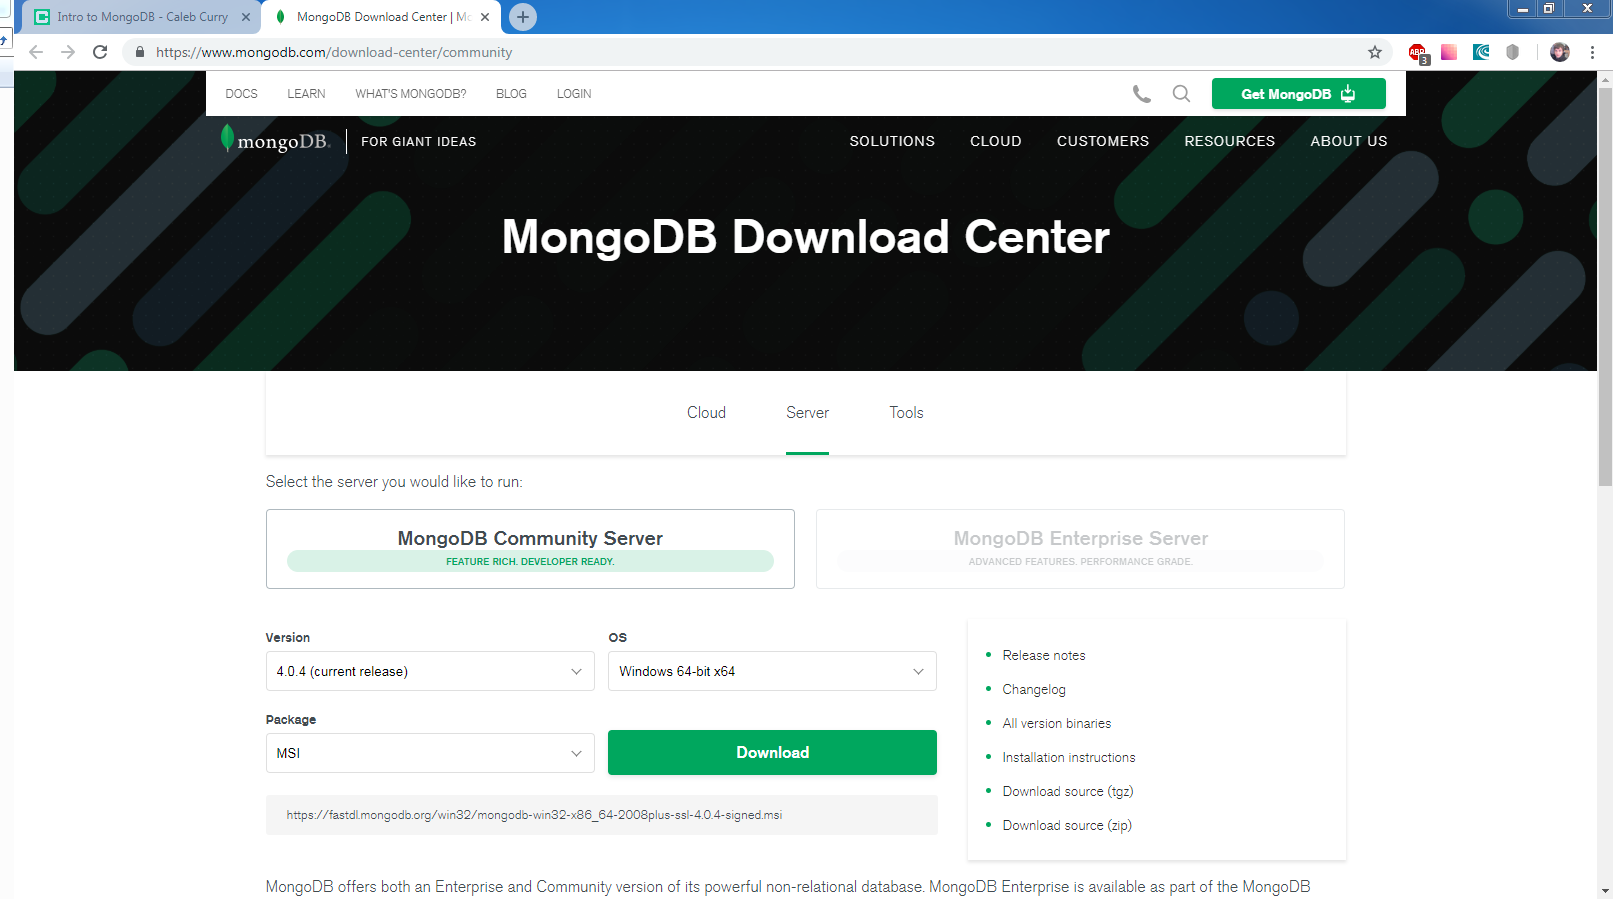 Intro to MongoDB - Caleb Curry
MongoDB Download Center | Mo
https://www.mongodb.com/download-center/community
ABP
3
DOCS LEARN WHAT'S MONGODB? BLOG LOGIN
Get MongoDB
mongoDB. FOR GIANT IDEAS
SOLUTIONS CLOUD CUSTOMERS RESOURCES ABOUT US
MongoDB Download Center
Cloud Server Tools
Select the server you would like to run:
MongoDB Community Server
FEATURE RICH. DEVELOPER READY.
MongoDB Enterprise Server
ADVANCED FEATURES. PERFORMANCE GRADE.
Version
4.0.4 (current release)
OS
Windows 64-bit x64
Package
MSI
Download
https://fastdl.mongodb.org/win32/mongodb-win32-x86_64-2008plus-ssl-4.0.4-signed.msi
Release notes
Changelog
All version binaries
Installation instructions
Download source (tgz)
Download source (zip)
MongoDB offers both an Enterprise and Community version of its powerful non-relational database. MongoDB Enterprise is available as part of the MongoDB